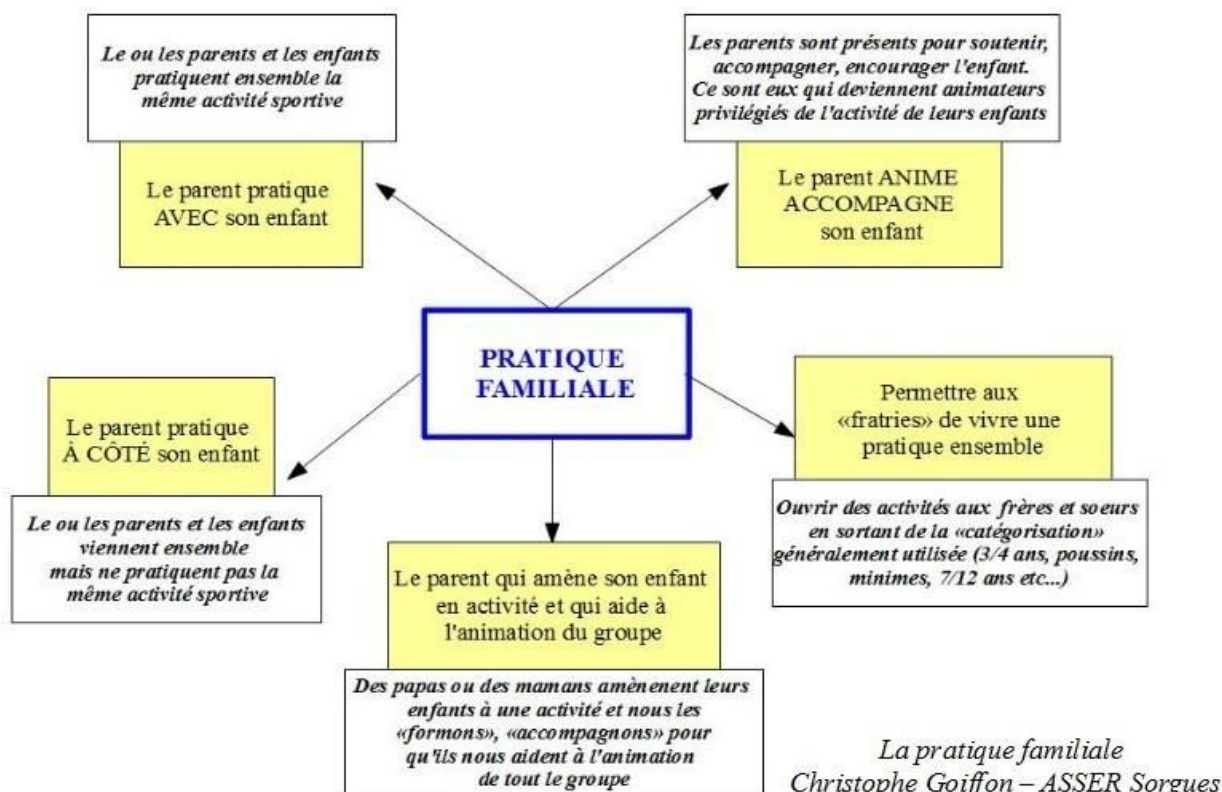 Le ou les parents et les enfants
pratiquent ensemble la
même activité sportive
Le parent pratique
AVEC son enfant
Les parents sont présents pour soutenir,
accompagner, encourager l'enfant.
Ce sont eux qui deviennent animateurs
privilégiés de l'activité de leurs enfants
Le parent ANIME
ACCOMPAGNE
son enfant
PRATIQUE
FAMILIALE
Le parent pratique
À CÔTÉ son enfant
Le ou les parents et les enfants
viennent ensemble
mais ne pratiquent pas la
même activité sportive
Permettre aux
«fratries» de vivre une
pratique ensemble
Ouvrir des activités aux frères et soeurs
en sortant de la «catégorisation»
généralement utilisée (3/4 ans, poussins,
minimes, 7/12 ans etc...)
Le parent qui amène son enfant
en activité et qui aide à
l'animation du groupe
Des papas ou des mamans amènenent leurs
enfants à une activité et nous les
«formons», «accompagnons» pour
qu'ils nous aident à l'animation
de tout le groupe
La pratique familiale
Christophe Goiffon – ASSER Sorgues